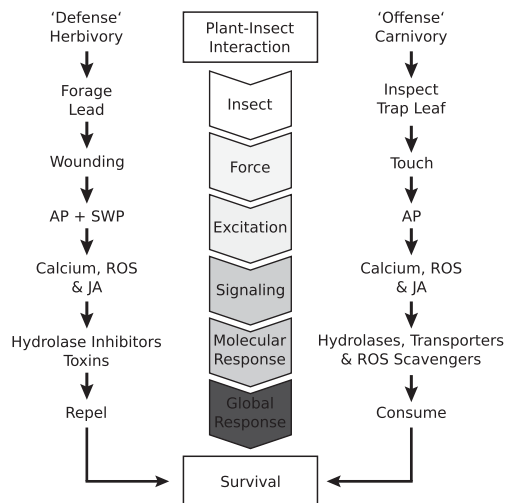 ‘Defense‘
Herbivory
Forage
Lead
Wounding
AP + SWP
Calcium, ROS
& JA
Hydrolase Inhibitors
Toxins
Repel
Plant-Insect
Interaction
Insect
Force
Excitation
Signaling
Molecular
Response
Global
Response
Survival
‘Offense‘
Carnivory
Inspect
Trap Leaf
Touch
AP
Calcium, ROS
& JA
Hydrolases, Transporters
& ROS Scavengers
Consume